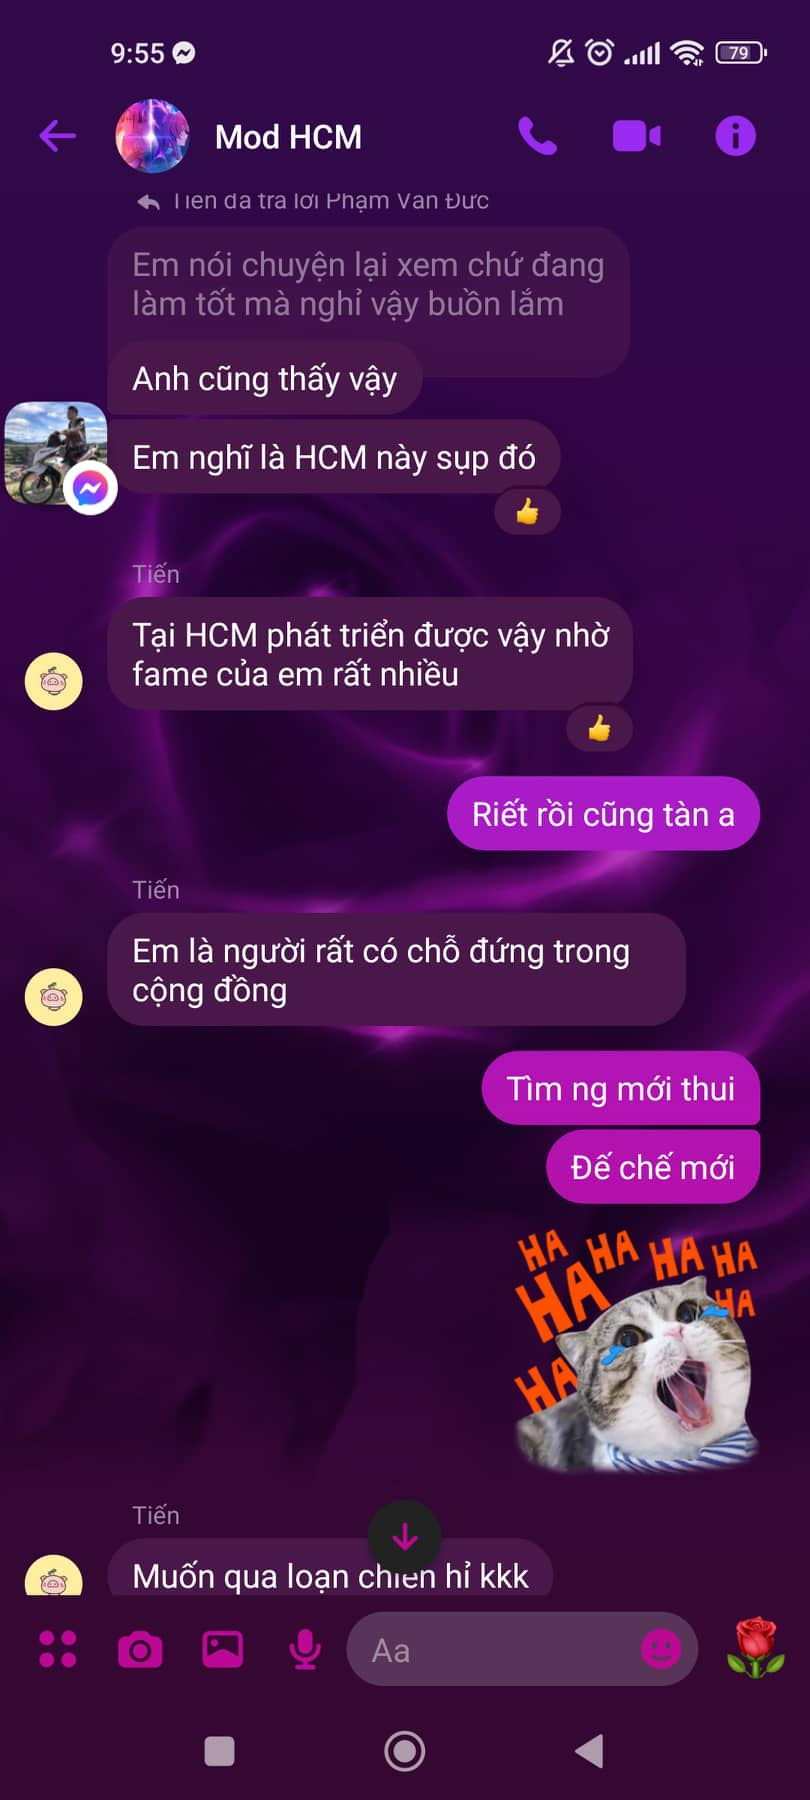 9:55
79
Mod HCM
Tiến đã trả lời Phạm Văn Đức
Em nói chuyện lại xem chứ đang
làm tốt mà nghỉ vậy buồn lắm
Anh cũng thấy vậy
Em nghĩ là HCM này sụp đó
Tiến
Tại HCM phát triển được vậy nhờ
fame của em rất nhiều
Riết rồi cũng tàn a
Tiến
Em là người rất có chỗ đứng trong
cộng đồng
Tìm ng mới thui
Đế chế mới
HA HA HA HA
HA HA
HA
Tiến
Muốn qua loạn chiến hỉ kkk
Aa